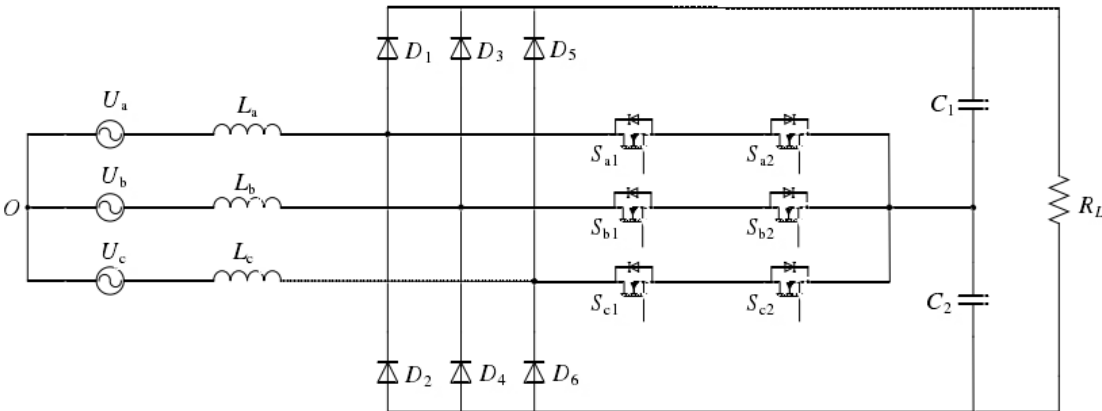 D1 D3 D5
Ua La C1
Sa1 Sa2
Ub Lb
O RL
Sb1 Sb2
Uc Lc
Sc1 Sc2 C2
D2 D4 D6